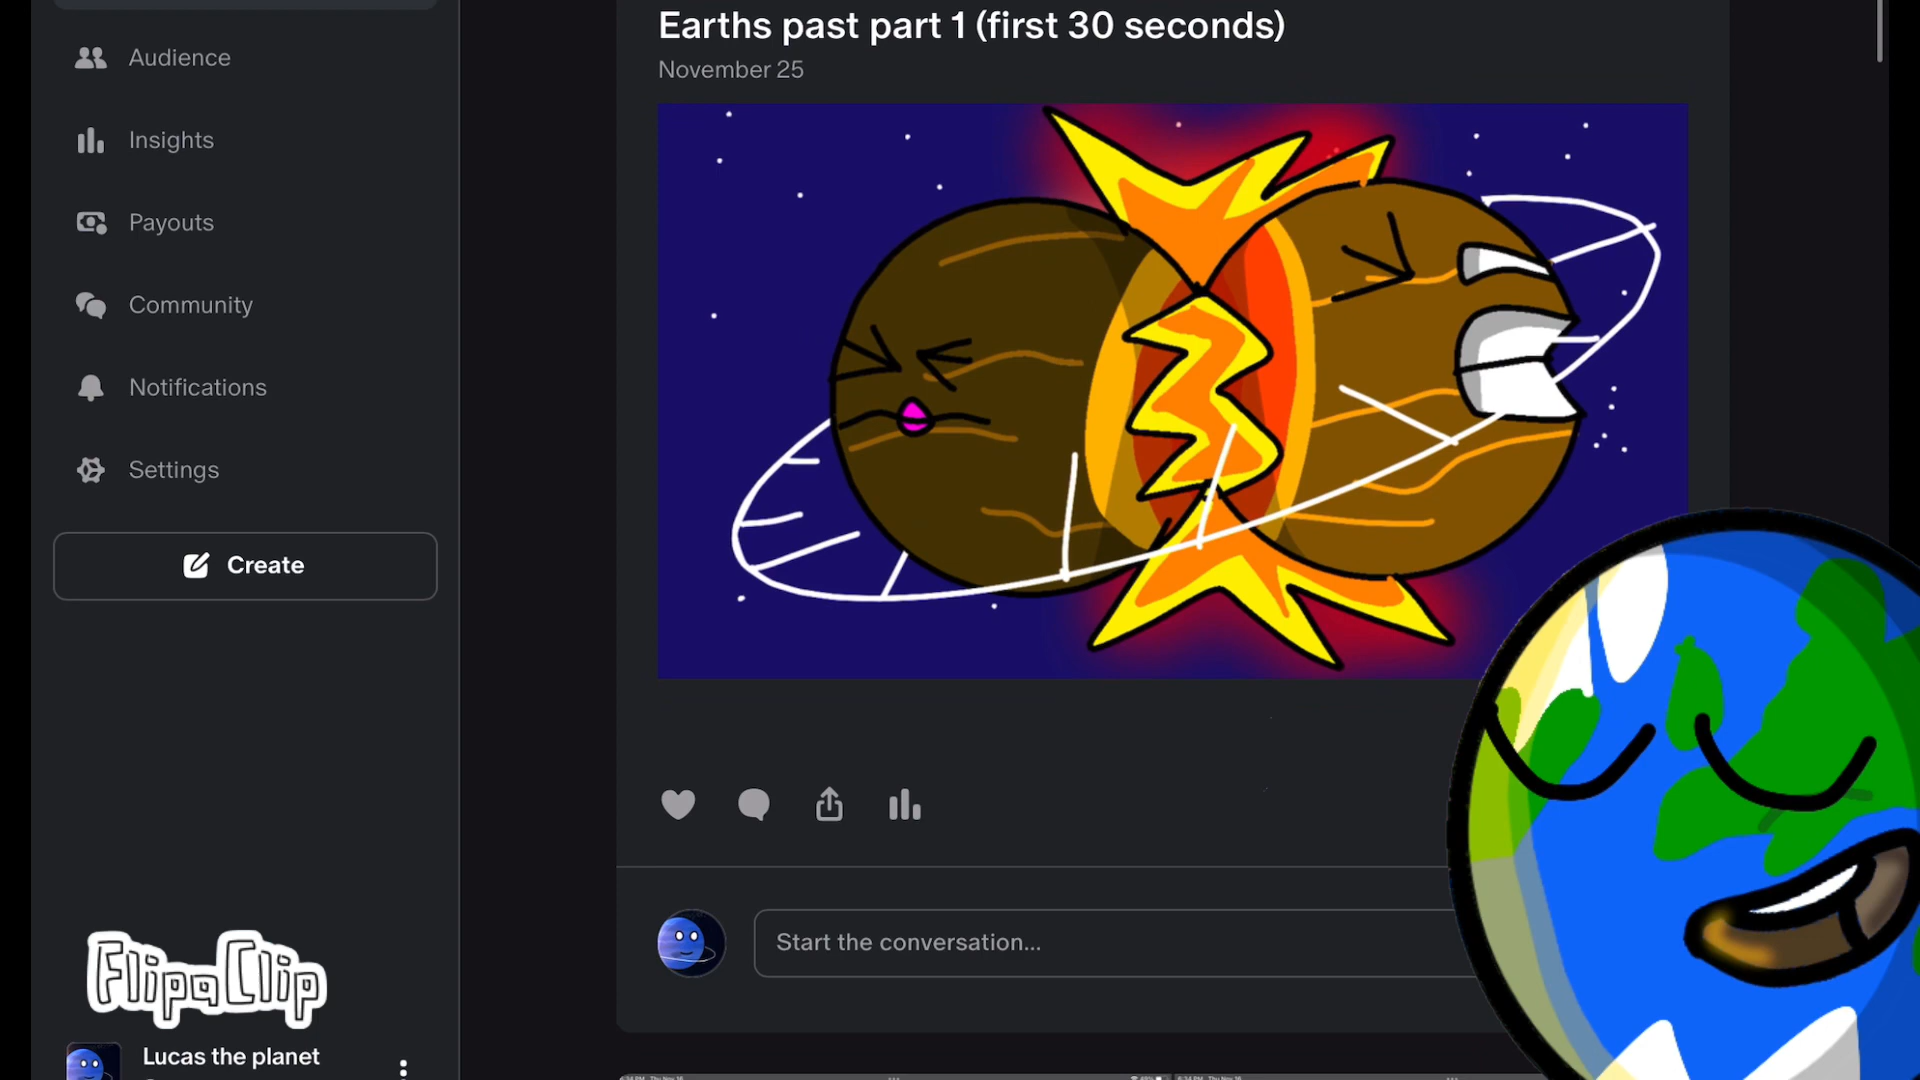 Earths past part 1 (first 30 seconds)
November 25
Audience
Insights
Payouts
Community
Notifications
Settings
Create
Start the conversation...
FlipaClip
Lucas the planet